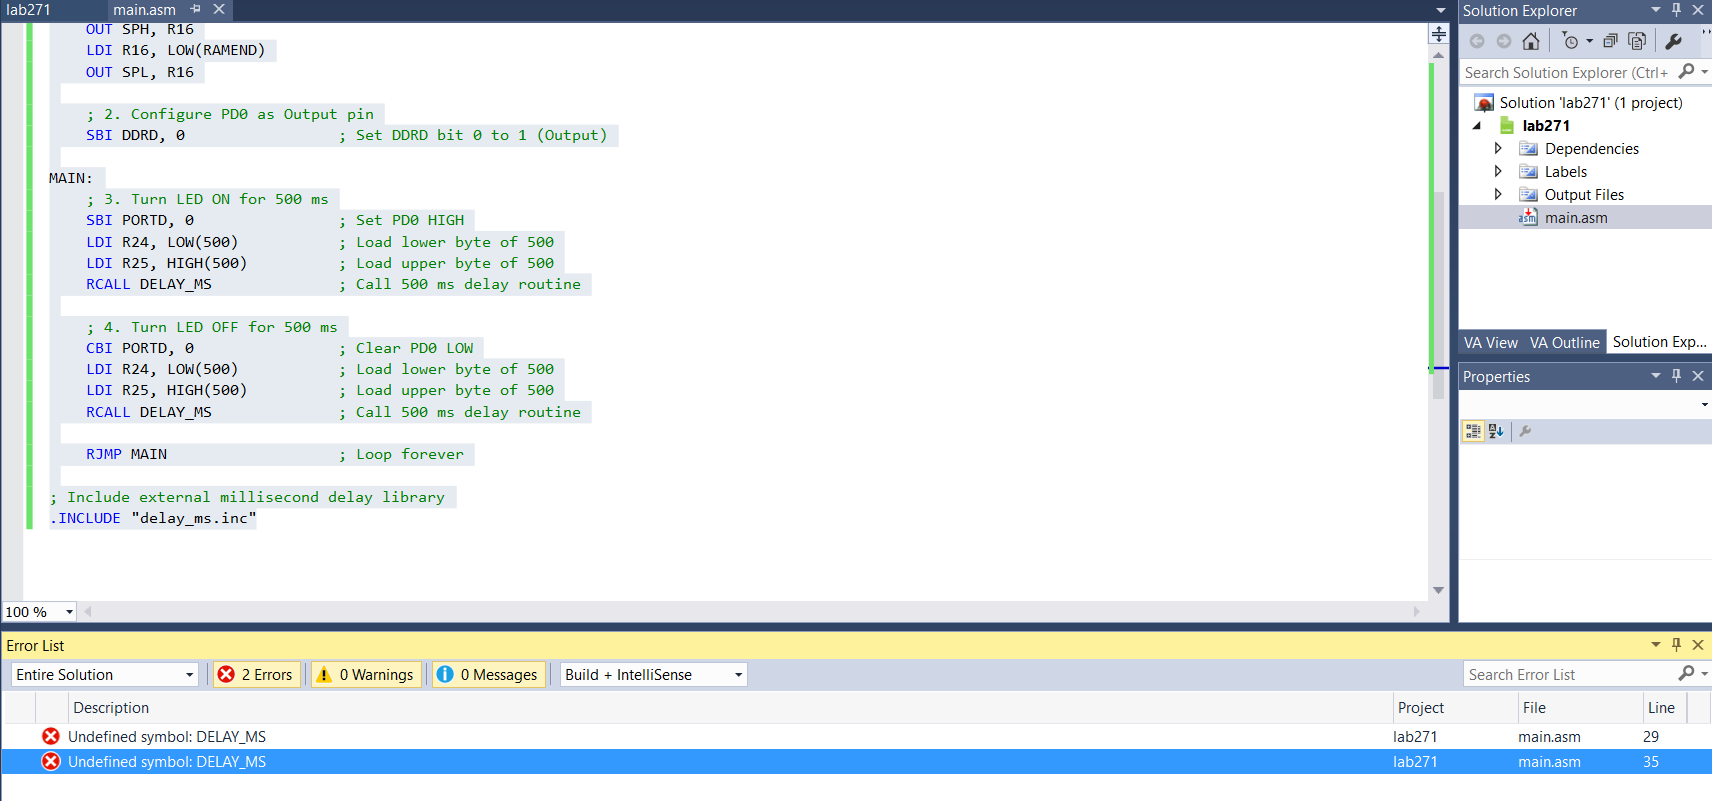 lab271
main.asm
OUT SPH, R16
LDI R16, LOW(RAMEND)
OUT SPL, R16
; 2. Configure PD0 as Output pin
SBI DDRD, 0 ; Set DDRD bit 0 to 1 (Output)
MAIN:
; 3. Turn LED ON for 500 ms
SBI PORTD, 0 ; Set PD0 HIGH
LDI R24, LOW(500) ; Load lower byte of 500
LDI R25, HIGH(500) ; Load upper byte of 500
RCALL DELAY_MS ; Call 500 ms delay routine
; 4. Turn LED OFF for 500 ms
CBI PORTD, 0 ; Clear PD0 LOW
LDI R24, LOW(500) ; Load lower byte of 500
LDI R25, HIGH(500) ; Load upper byte of 500
RCALL DELAY_MS ; Call 500 ms delay routine
RJMP MAIN ; Loop forever
; Include external millisecond delay library
.INCLUDE "delay_ms.inc"
100 %
Solution Explorer
Search Solution Explorer (Ctrl+
Solution 'lab271' (1 project)
lab271
Dependencies
Labels
Output Files
asm main.asm
VA View VA Outline Solution Exp...
Properties
Error List
Entire Solution 2 Errors 0 Warnings 0 Messages Build + IntelliSense Search Error List
Description Project File Line
Undefined symbol: DELAY_MS lab271 main.asm 29
Undefined symbol: DELAY_MS lab271 main.asm 35